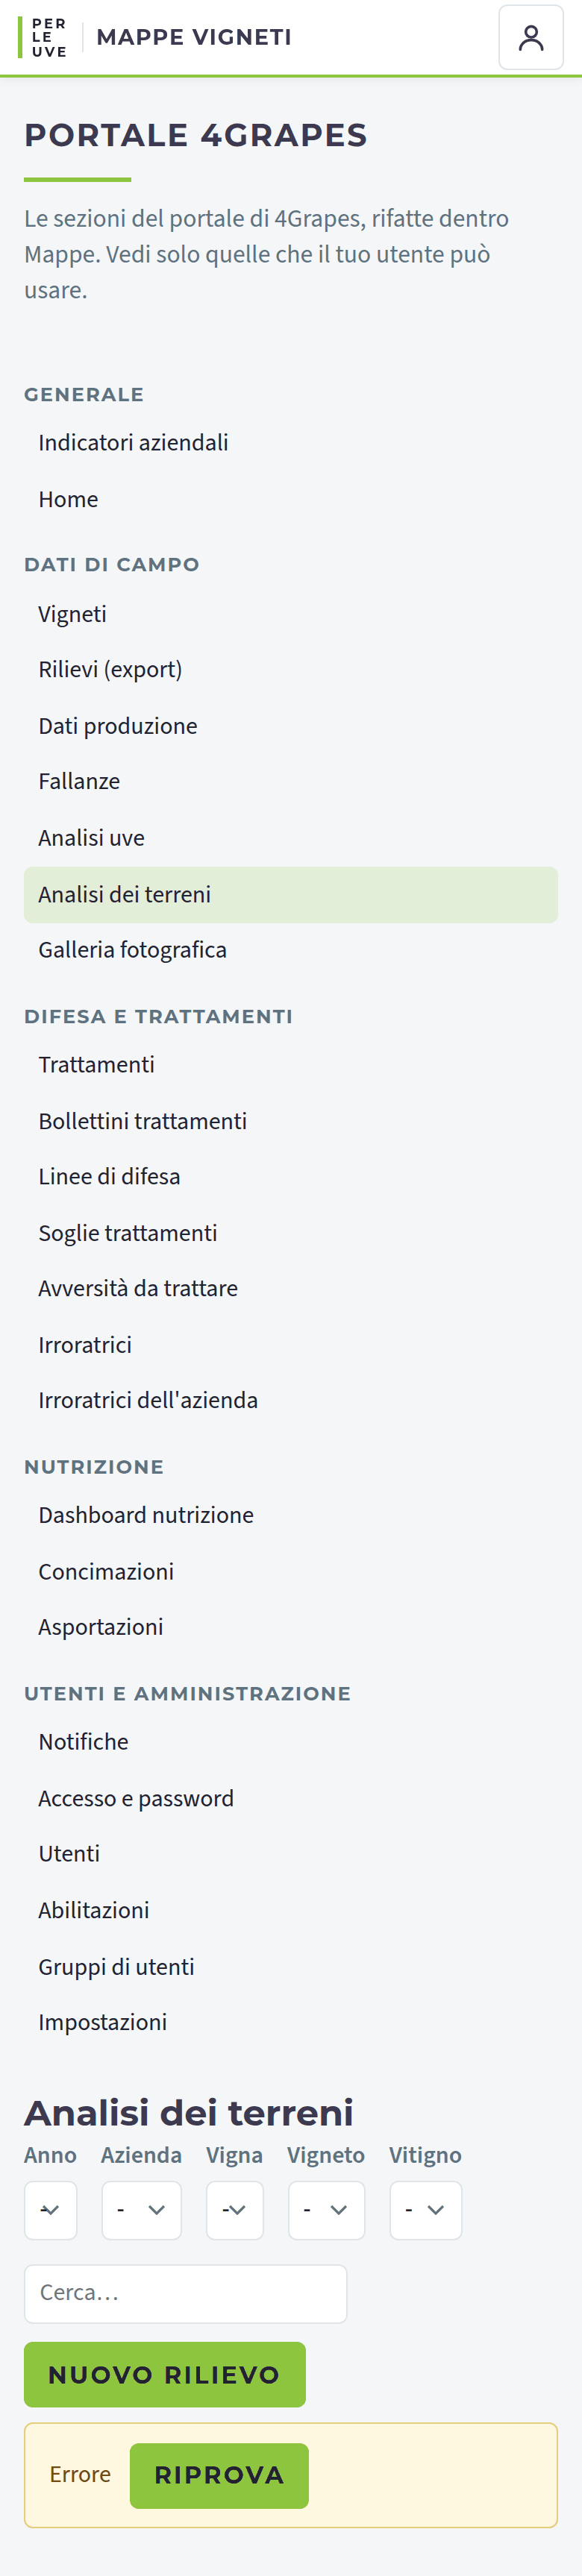 PER
LE
UVE
MAPPE VIGNETI
PORTALE 4GRAPES
Le sezioni del portale di 4Grapes, rifatte dentro
Mappe. Vedi solo quelle che il tuo utente può
usare.
GENERALE
Indicatori aziendali
Home
DATI DI CAMPO
Vigneti
Rilievi (export)
Dati produzione
Fallanze
Analisi uve
Analisi dei terreni
Galleria fotografica
DIFESA E TRATTAMENTI
Trattamenti
Bollettini trattamenti
Linee di difesa
Soglie trattamenti
Avversità da trattare
Irroratrici
Irroratrici dell'azienda
NUTRIZIONE
Dashboard nutrizione
Concimazioni
Asportazioni
UTENTI E AMMINISTRAZIONE
Notifiche
Accesso e password
Utenti
Abilitazioni
Gruppi di utenti
Impostazioni
Analisi dei terreni
Anno Azienda Vigna Vigneto Vitigno
- - - - -
Cerca…
NUOVO RILIEVO
Errore RIPROVA